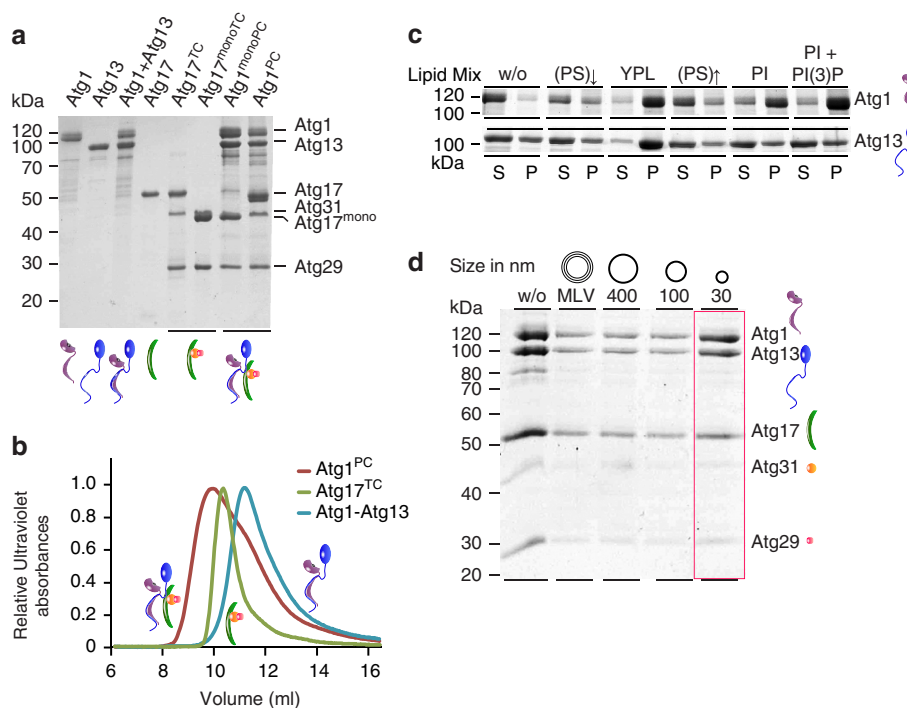 a
Atg1
Atg13
Atg1+Atg13
Atg17
Atg17TC
Atg17monoTC
Atg1monoPC
Atg1PC
kDa
120
100
70
50
40
30
20
Atg1
Atg13
Atg17
Atg31
Atg17mono
Atg29
b
Relative Ultraviolet
absorbances
1.0
0.8
0.6
0.4
0.2
0
6 8 10 12 14 16
Volume (ml)
Atg1PC
Atg17TC
Atg1-Atg13
c
Lipid Mix w/o (PS)↓ YPL (PS)↑ PI PI + PI(3)P
120
100
Atg1
100
kDa
Atg13
S P S P S P S P S P S P
d
Size in nm
kDa w/o MLV 400 100 30
120
100
80
70
60
50
40
30
20
Atg1
Atg13
Atg17
Atg31
Atg29